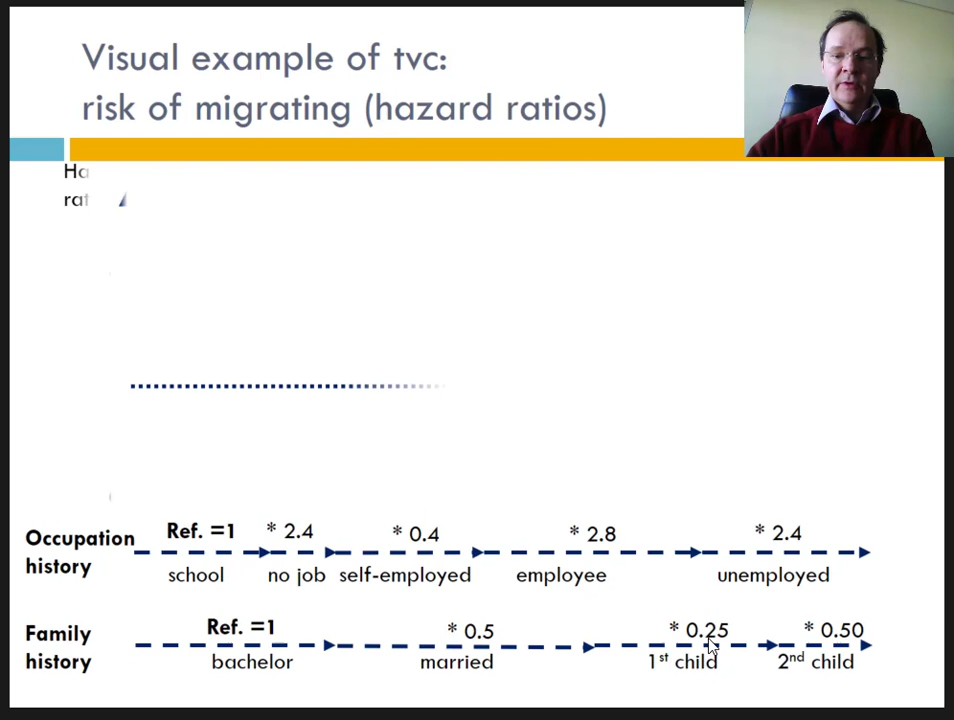 Visual example of tvc:
risk of migrating (hazard ratios)
Ref. =1 * 2.4 * 0.4 * 2.8 * 2.4
Occupation
history
school no job self-employed employee unemployed
Ref. =1 * 0.5 * 0.25 * 0.50
Family
history
bachelor married 1st child 2nd child